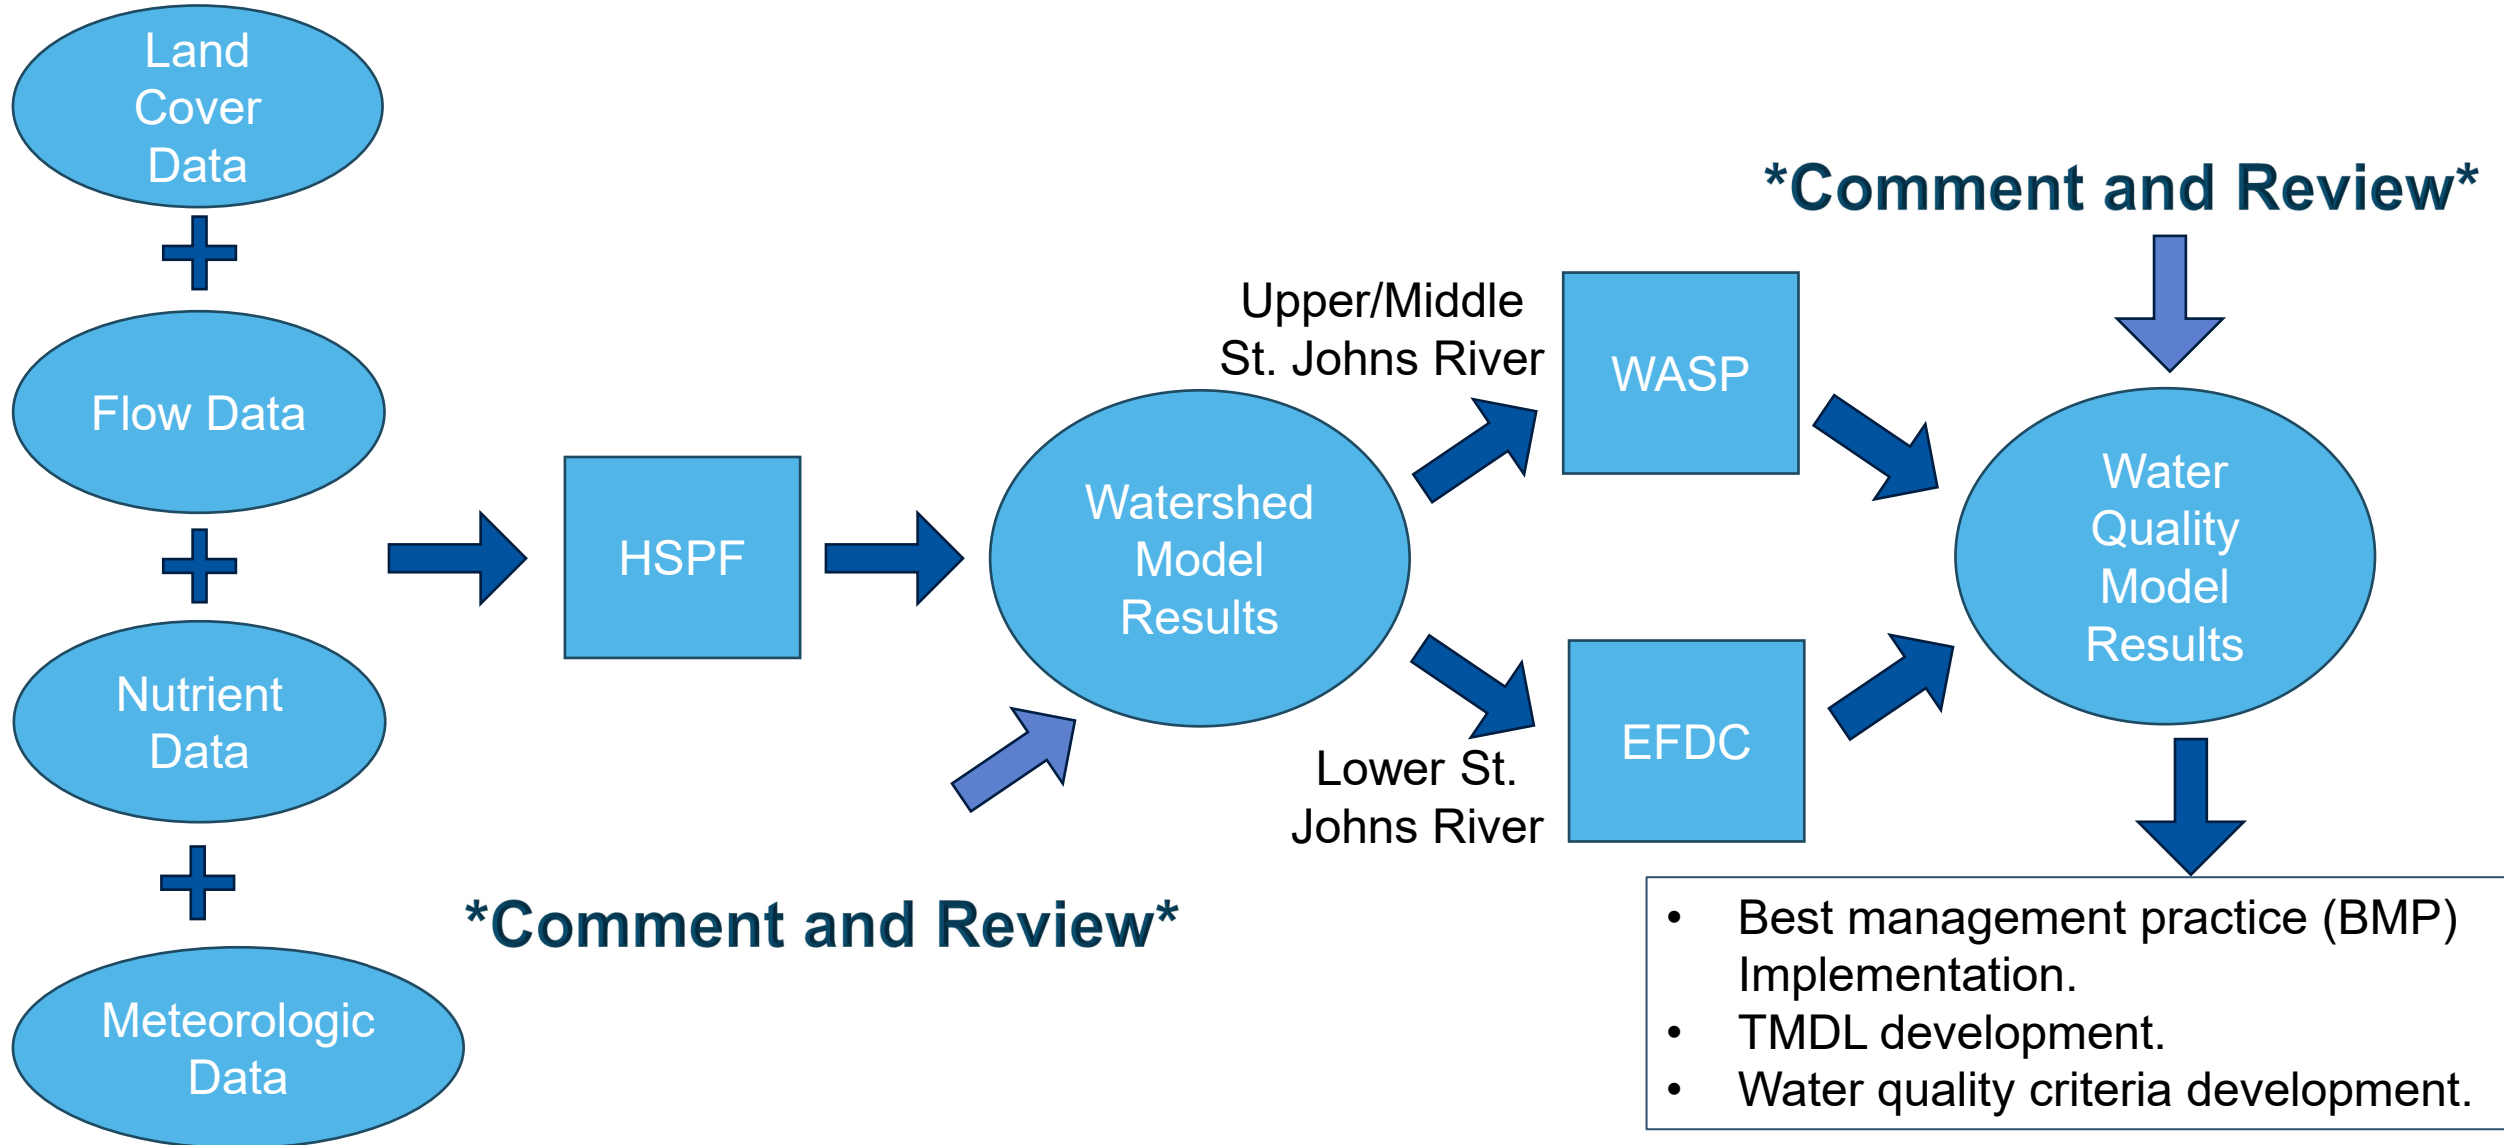 Land
Cover
Data
Flow Data
Nutrient
Data
Meteorologic
Data
HSPF
*Comment and Review*
Watershed
Model
Results
Upper/Middle
St. Johns River
WASP
Lower St.
Johns River
EFDC
*Comment and Review*
Water
Quality
Model
Results
• Best management practice (BMP)
Implementation.
• TMDL development.
• Water quality criteria development.